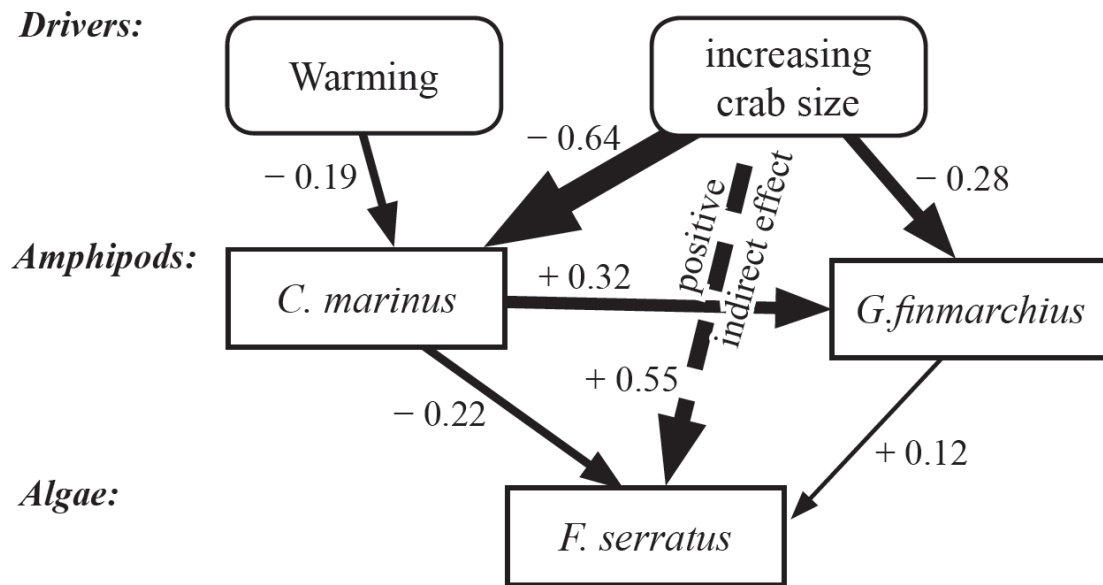 Drivers:
Warming
increasing
crab size
− 0.19
− 0.64
− 0.28
positive
indirect effect
Amphipods:
C. marinus
+ 0.32
G.finmarchius
− 0.22
+ 0.55
+ 0.12
Algae:
F. serratus